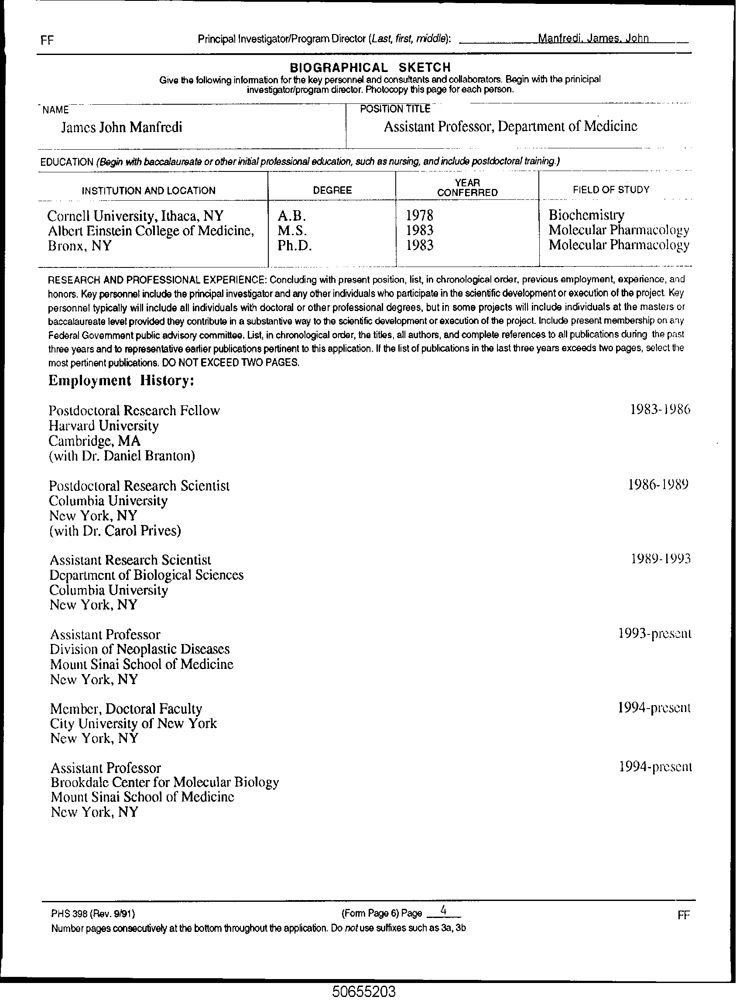 FF
Principal Investigator/Program Director (Last, first, middle): Manfredi, James, John
BIOGRAPHICAL SKETCH
Give the following information for the key personnel and consultants and collaborators. Begin with the prinicipal
investigator/program director. Photocopy this page for each person.
NAME
POSITION TITLE
James John Manfredi
Assistant Professor, Department of Medicine
EDUCATION (Begin with baccalaureate or other initial professional education, such as nursing, and include postdoctoral training.)
INSTITUTION AND LOCATION
DEGREE
YEAR
CONFERRED
FIELD OF STUDY
Cornell University, Ithaca, NY A.B. 1978 Biochemistry
Albert Einstein College of Medicine, M.S. 1983 Molecular Pharmacology
Bronx, NY Ph.D. 1983 Molecular Pharmacology
RESEARCH AND PROFESSIONAL EXPERIENCE: Concluding with present position, list, in chronological order, previous employment, experience, and
honors. Key personnel include the principal investigator and any other individuals who participate in the scientific development or execution of the project. Key
personnel typically will include all individuals with doctoral or other professional degrees, but in some projects will include individuals at the masters or
baccalaureate level provided they contribute in a substantive way to the scientific development or execution of the project. Include present membership on any
Federal Government public advisory committee. List, in chronological order, the titles, all authors, and complete references to all publications during the past
three years and to representative earlier publications pertinent to this application. If the list of publications in the last three years exceeds two pages, select the
most pertinent publications. DO NOT EXCEED TWO PAGES.
Employment History:
Postdoctoral Research Fellow 1983-1986
Harvard University
Cambridge, MA
(with Dr. Daniel Branton)
Postdoctoral Research Scientist 1986-1989
Columbia University
New York, NY
(with Dr. Carol Prives)
Assistant Research Scientist 1989-1993
Department of Biological Sciences
Columbia University
New York, NY
Assistant Professor 1993-present
Division of Neoplastic Diseases
Mount Sinai School of Medicine
New York, NY
Member, Doctoral Faculty 1994-present
City University of New York
New York, NY
Assistant Professor 1994-present
Brookdale Center for Molecular Biology
Mount Sinai School of Medicine
New York, NY
PHS 398 (Rev. 9/91) (Form Page 6) Page 4 FF
Number pages consecutively at the bottom throughout the application. Do not use suffixes such as 3a, 3b
50655203